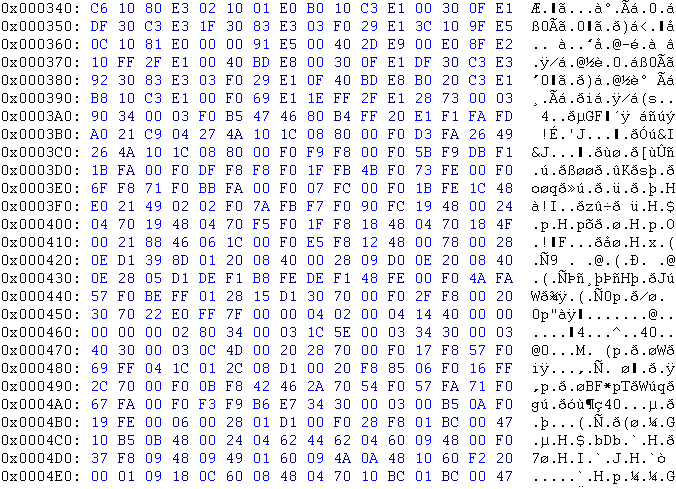 0x000340: C6 10 80 E3 02 10 01 E0 B0 10 C3 E1 00 30 0F E1 Æ.▮ã...à°.Ãá.0.á
0x000350: DF 30 C3 E3 1F 30 83 E3 03 F0 29 E1 3C 10 9F E5 ß0Ãã.0▮ã.ð)á<.▮å
0x000360: 0C 10 81 E0 00 00 91 E5 00 40 2D E9 00 E0 8F E2
0x000370: 10 FF 2F E1 00 40 BD E8 00 30 0F E1 DF 30 C3 E3 .ÿ/á.@½è.0.áß0Ãã
0x000380: 92 30 83 E3 03 F0 29 E1 0F 40 BD E8 B0 20 C3 E1
0x000390: B8 10 C3 E1 00 F0 69 E1 1E FF 2F E1 28 73 00 03 ¸.Ãá.ðiá.ÿ/á(s..
0x0003A0: 90 34 00 03 F0 B5 47 46 80 B4 FF 20 E1 F1 FA FD
0x0003B0: A0 21 C9 04 27 4A 10 1C 08 80 00 F0 D3 FA 26 49 !É.'J...▮.ðÓú&I
0x0003C0: 26 4A 10 1C 08 80 00 F0 F9 F8 00 F0 5B F9 DB F1 &J...▮.ðùø.ð[ùÛñ
0x0003D0: 1B FA 00 F0 DF F8 F8 F0 1F FB 4B F0 73 FE 00 F0 .ú.ðßøøð.ûKðsþ.ð
0x0003E0: 6F F8 71 F0 BB FA 00 F0 07 FC 00 F0 1B FE 1C 48 oøqð»ú.ð.ü.ð.þ.H
0x0003F0: E0 21 49 02 02 F0 7A FB F7 F0 90 FC 19 48 00 24
0x000400: 04 70 19 48 04 70 F5 F0 1F F8 18 48 04 70 18 4F .p.H.põð.ø.H.p.O
0x000410: 00 21 88 46 06 1C 00 F0 E5 F8 12 48 00 78 00 28 .!▮F...ðåø.H.x.(
0x000420: 0E D1 39 8D 01 20 08 40 00 28 09 D0 0E 20 08 40
0x000430: 0E 28 05 D1 DE F1 B8 FE DE F1 48 FE 00 F0 4A FA .(.ÑÞñ¸þÞñHþ.ðJú
0x000440: 57 F0 BE FF 01 28 15 D1 30 70 00 F0 2F F8 00 20 Wð¾ÿ.(.Ñ0p.ð/ø.
0x000450: 30 70 22 E0 FF 7F 00 00 04 02 00 04 14 40 00 00 0p"àÿ▮.......@..
0x000460: 00 00 00 02 80 34 00 03 1C 5E 00 03 34 30 00 03 ....▮4...^..40..
0x000470: 40 30 00 03 0C 4D 00 20 28 70 00 F0 17 F8 57 F0 @0...M. (p.ð.øWð
0x000480: 69 FF 04 1C 01 2C 08 D1 00 20 F8 85 06 F0 16 FF iÿ...,.Ñ. ø▮.ð.ÿ
0x000490: 2C 70 00 F0 0B F8 42 46 2A 70 54 F0 57 FA 71 F0 ,p.ð.øBF*pTðWúqð
0x0004A0: 67 FA 00 F0 F3 F9 B6 E7 34 30 00 03 00 B5 0A F0 gú.ðóù¶ç40...µ.ð
0x0004B0: 19 FE 00 06 00 28 01 D1 00 F0 28 F8 01 BC 00 47 .þ...(.Ñ.ð(ø.¼.G
0x0004C0: 10 B5 0B 48 00 24 04 62 44 62 04 60 09 48 00 F0 .µ.H.$.bDb.`.H.ð
0x0004D0: 37 F8 09 48 09 49 01 60 09 4A 0A 48 10 60 F2 20 7ø.H.I.`.J.H.`ò
0x0004E0: 00 01 09 18 0C 60 08 48 04 70 10 BC 01 BC 00 47 .....`.H.p.¼.¼.G